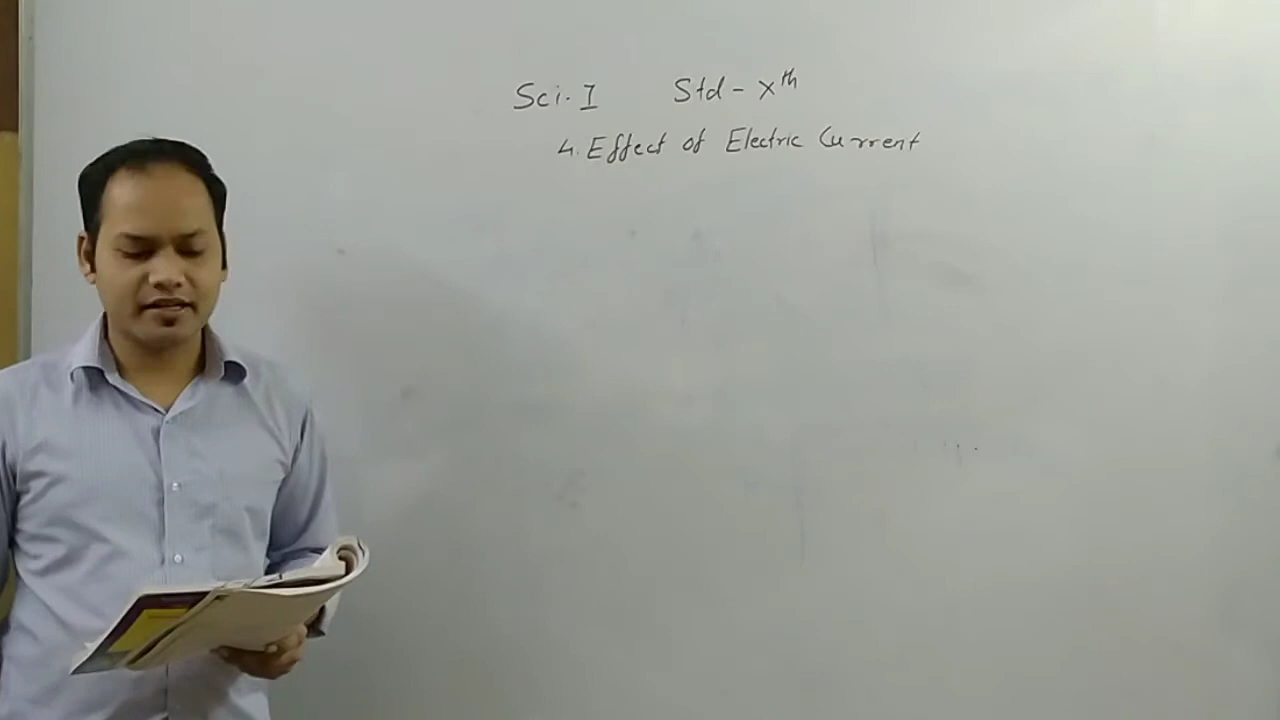 Sci. I Std - Xth
4. Effect of Electric Current